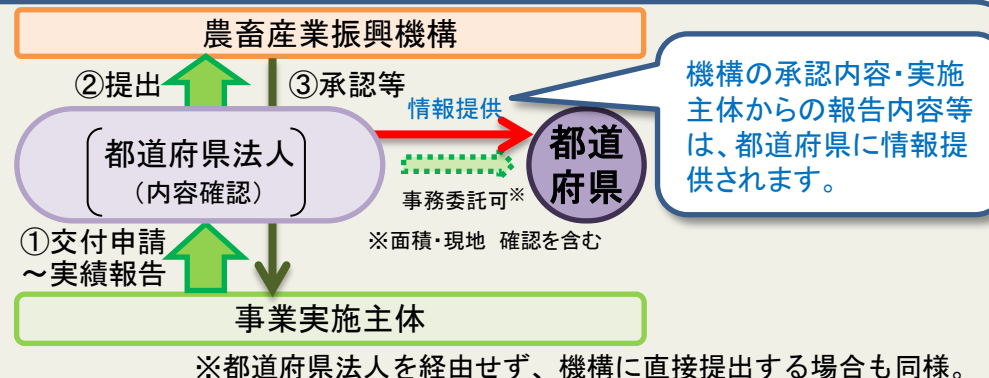 農畜産業振興機構
②提出
③承認等
情報提供
機構の承認内容・実施
主体からの報告内容等
は、都道府県に情報提
供されます。
都道府県法人
(内容確認)
都道
府県
事務委託可※
※面積・現地 確認を含む
①交付申請
～実績報告
事業実施主体
※都道府県法人を経由せず、機構に直接提出する場合も同様。